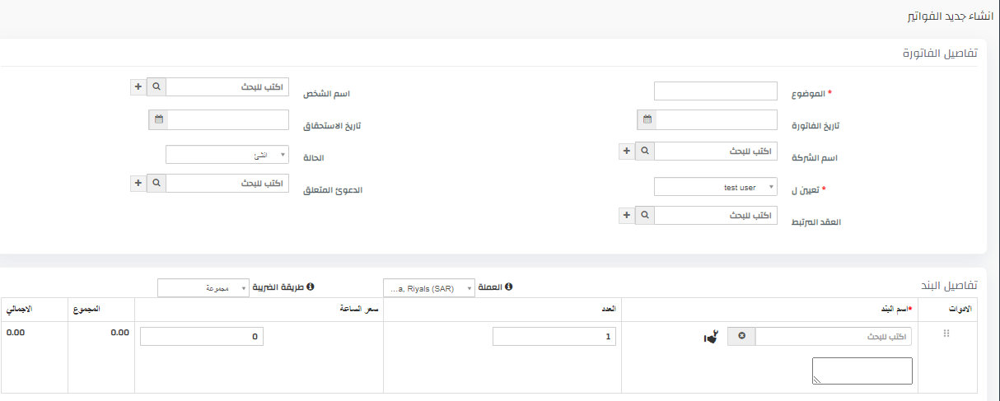 انشاء جديد الفواتير
تفاصيل الفاتورة
* الموضوع
اسم الشخص
اكتب للبحث
تاريخ الفاتورة
تاريخ الاستحقاق
اسم الشركة
اكتب للبحث
الحالة
انشئ
* تعيين ل
test user
الدعوئ المتعلق
اكتب للبحث
العقد المرتبط
اكتب للبحث
تفاصيل البند
العملة
a, Riyals (SAR)...
طريقة الضريبة
مجموعة
الادوات
*اسم البند
العدد
سعر الساعة
المجموع
الاجمالي
اكتب للبحث
1
0
0.00
0.00